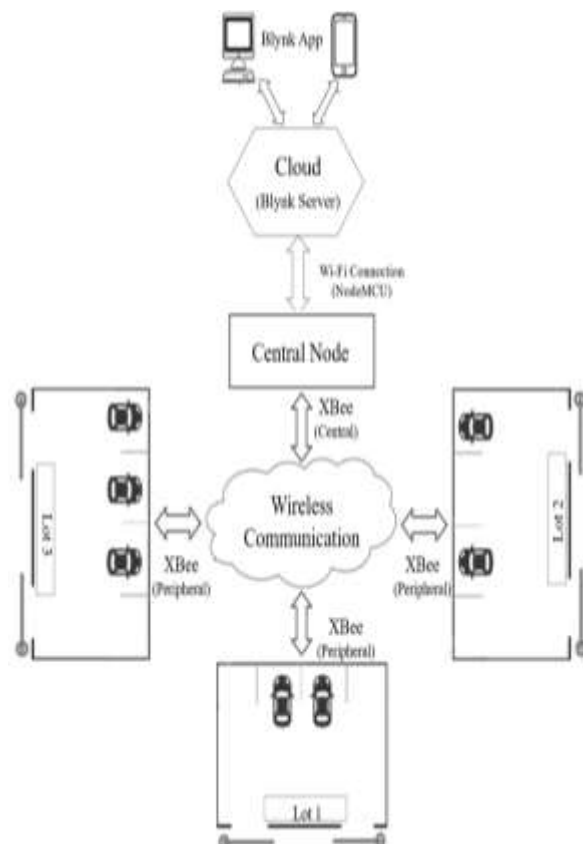 Blynk App
Cloud
(Blynk Server)
Wi-Fi Connection
(NodeMCU)
Central Node
XBee
(Central)
Wireless
Communication
Lot 3
XBee
(Peripheral)
XBee
(Peripheral)
Lot 2
XBee
(Peripheral)
Lot 1